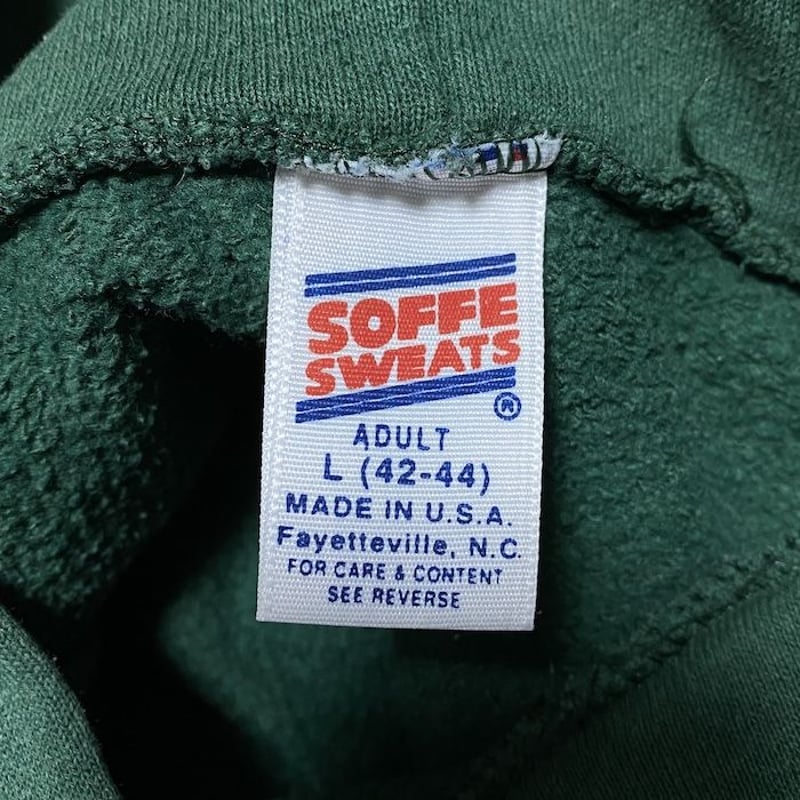 SOFFE
SWEATS
®
ADULT
L (42-44)
MADE IN U.S.A.
Fayetteville, N.C.
FOR CARE & CONTENT
SEE REVERSE